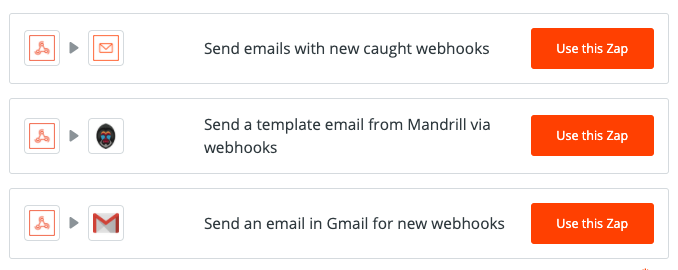 Send emails with new caught webhooks
Use this Zap
Send a template email from Mandrill via
webhooks
Use this Zap
Send an email in Gmail for new webhooks
Use this Zap